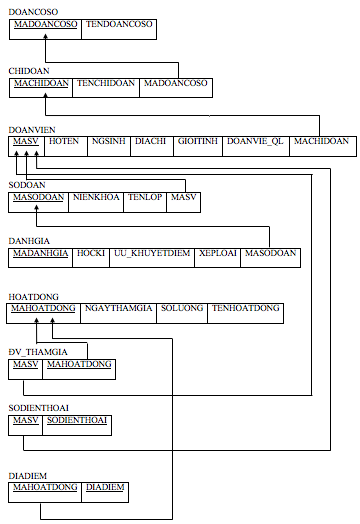 DOANCOSO
MADOANCOSO TENDOANCOSO
CHIDOAN
MACHIDOAN TENCHIDOAN MADOANCOSO
DOANVIEN
MASV HOTEN NGSINH DIACHI GIOITINH DOANVIE_QL MACHIDOAN
SODOAN
MASODOAN NIENKHOA TENLOP MASV
DANHGIA
MADANHGIA HOCKI UU_KHUYETDIEM XEPLOAI MASODOAN
HOATDONG
MAHOATDONG NGAYTHAMGIA SOLUONG TENHOATDONG
ĐV_THAMGIA
MASV MAHOATDONG
SODIENTHOAI
MASV SODIENTHOAI
DIADIEM
MAHOATDONG DIADIEM